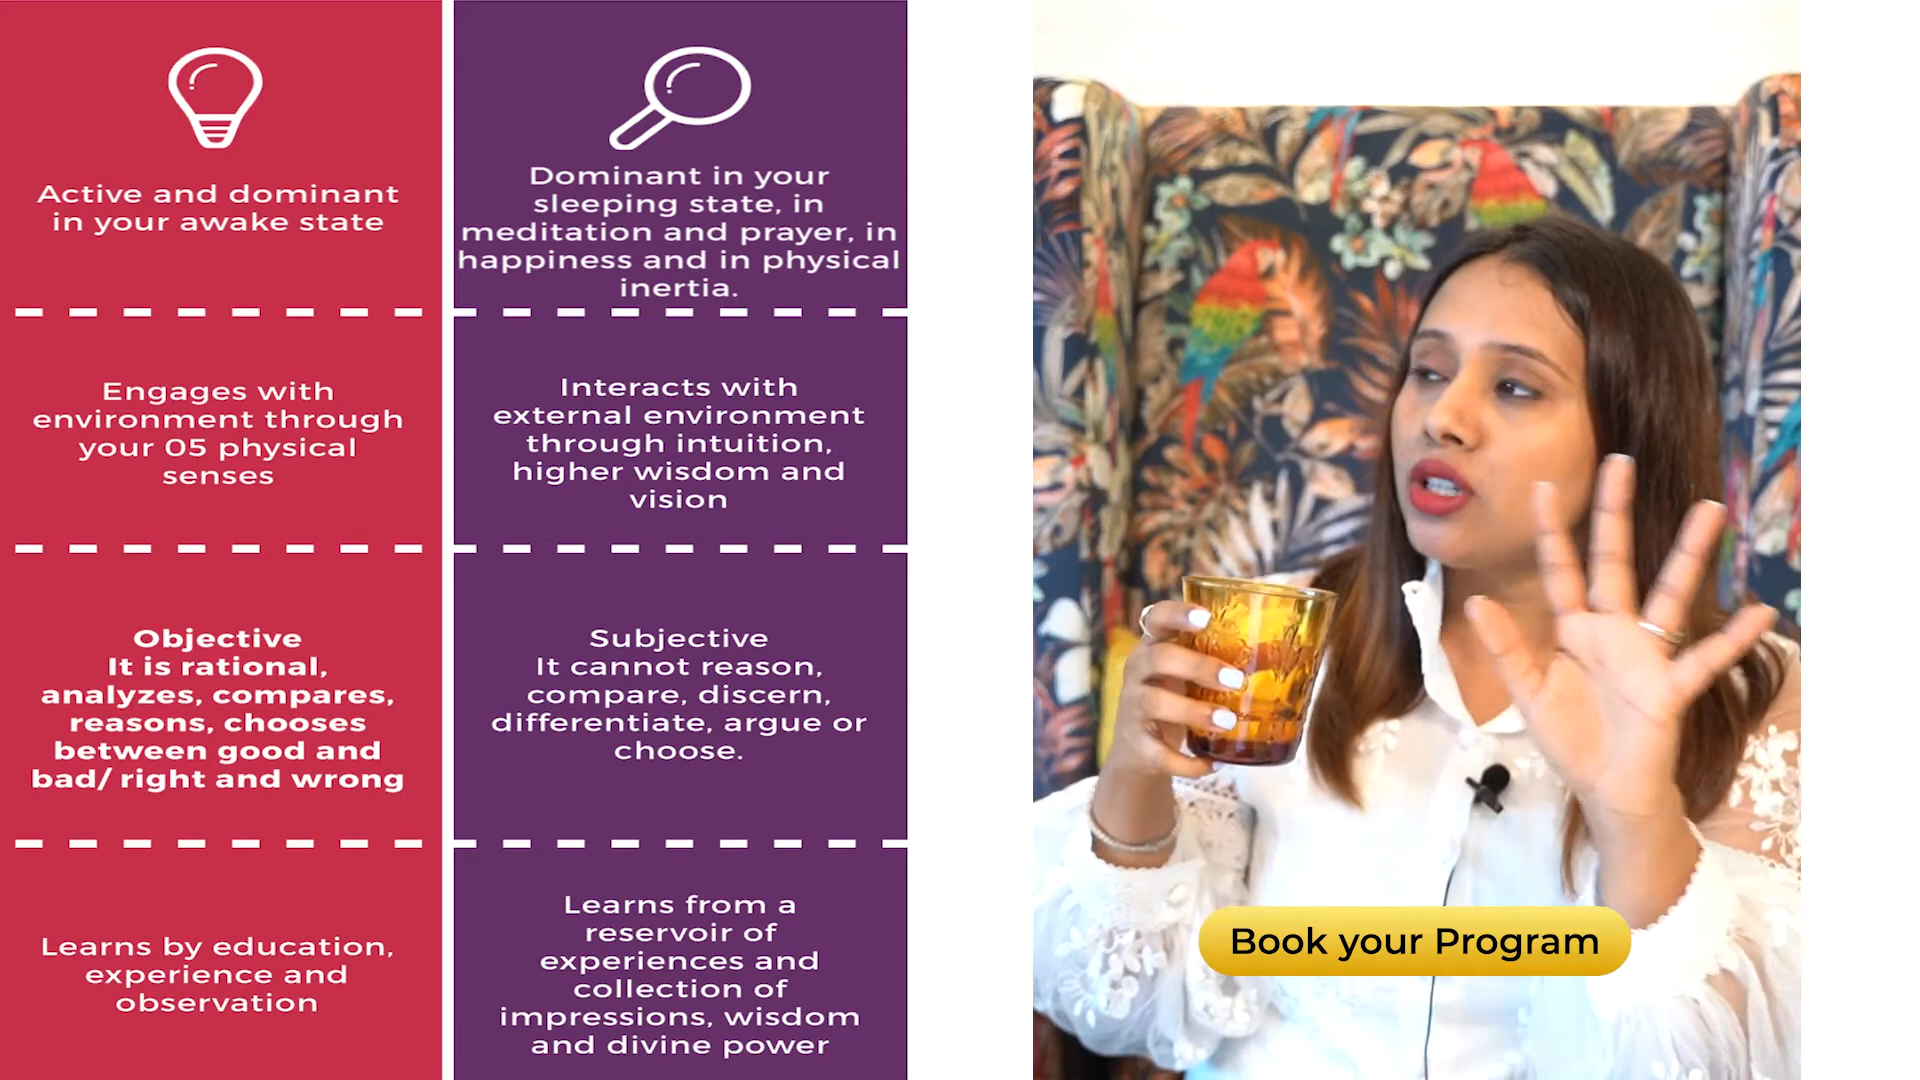 Active and dominant
in your awake state
Engages with
environment through
your 05 physical
senses
Objective
It is rational,
analyzes, compares,
reasons, chooses
between good and
bad/ right and wrong
Learns by education,
experience and
observation
Dominant in your
sleeping state, in
meditation and prayer, in
happiness and in physical
inertia.
Interacts with
external environment
through intuition,
higher wisdom and
vision
Subjective
It cannot reason,
compare, discern,
differentiate, argue or
choose.
Learns from a
reservoir of
experiences and
collection of
impressions, wisdom
and divine power
Book your Program